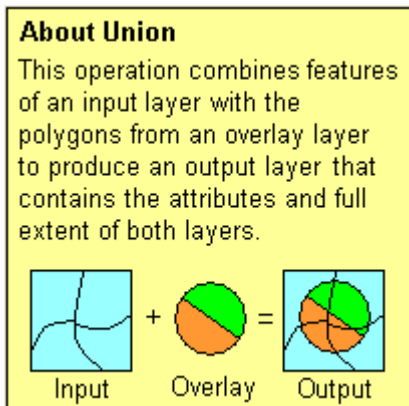 About Union
This operation combines features
of an input layer with the
polygons from an overlay layer
to produce an output layer that
contains the attributes and full
extent of both layers.
+ =
Input Overlay Output